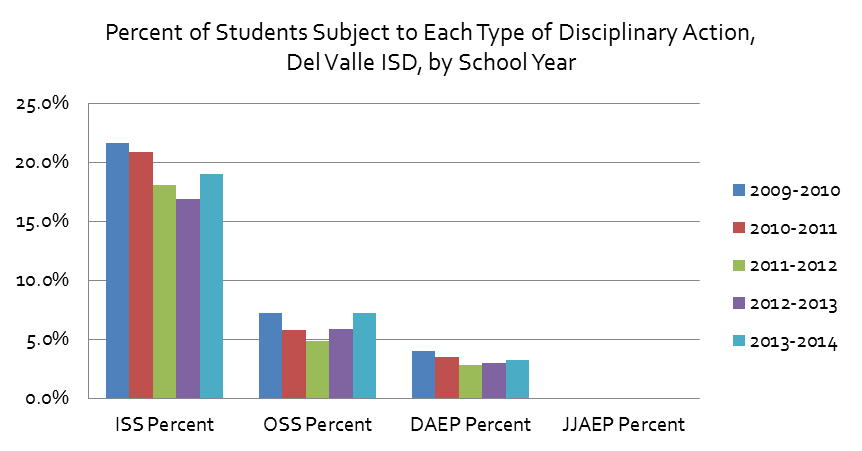 Percent of Students Subject to Each Type of Disciplinary Action,
Del Valle ISD, by School Year
25.0%
20.0%
15.0%
10.0%
5.0%
0.0%
ISS Percent
OSS Percent
DAEP Percent
JJAEP Percent
2009-2010
2010-2011
2011-2012
2012-2013
2013-2014